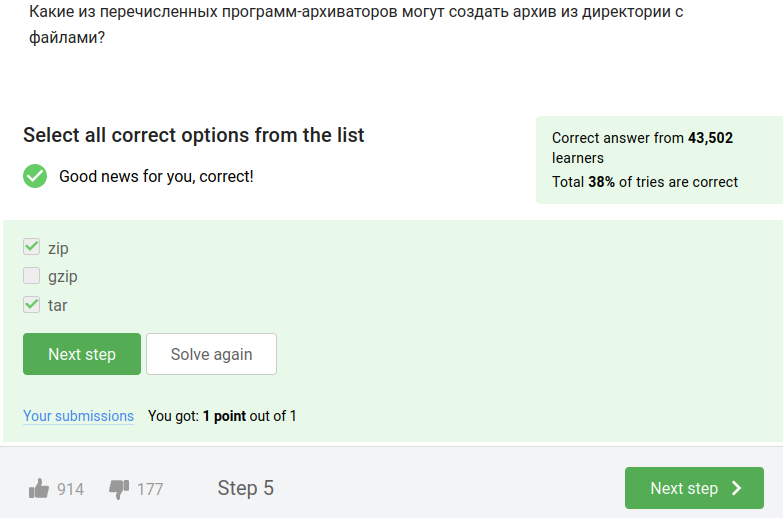 Какие из перечисленных программ-архиваторов могут создать архив из директории с
файлами?
Select all correct options from the list
Good news for you, correct!
Correct answer from 43,502
learners
Total 38% of tries are correct
zip
gzip
tar
Next step
Solve again
Your submissions You got: 1 point out of 1
914
177
Step 5
Next step